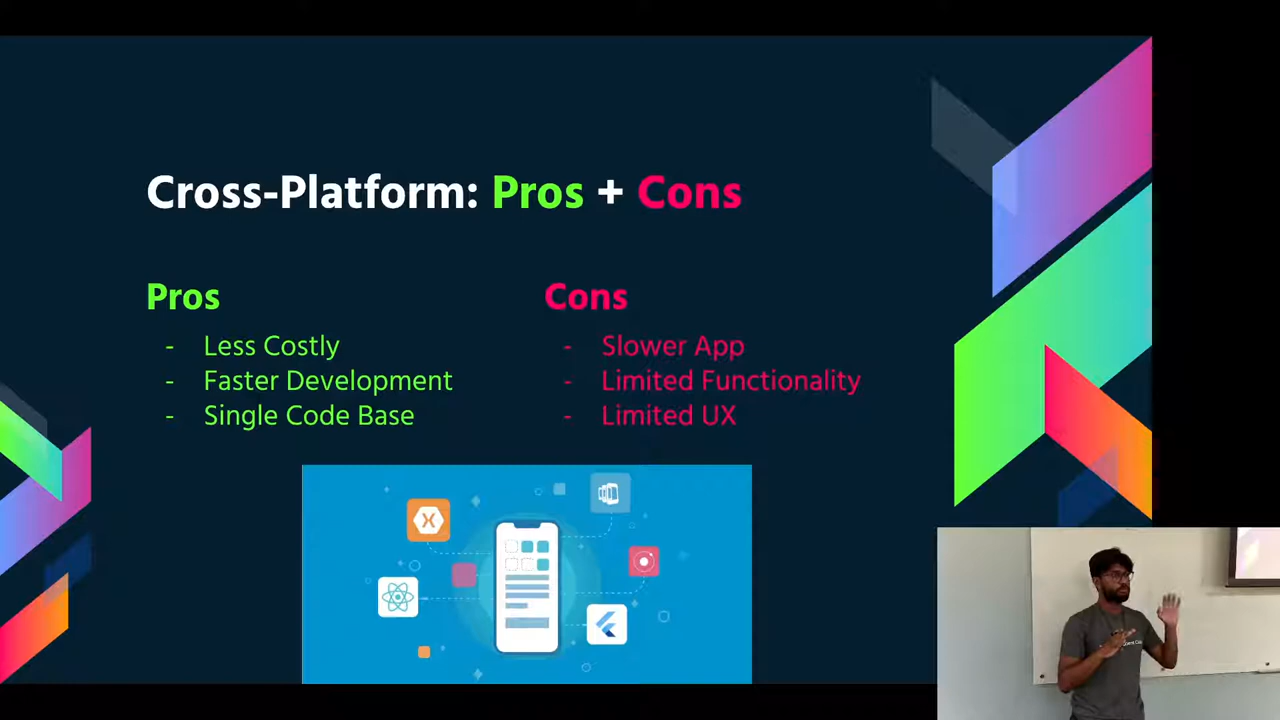 Cross-Platform: Pros + Cons
Pros
- Less Costly
- Faster Development
- Single Code Base
Cons
- Slower App
- Limited Functionality
- Limited UX